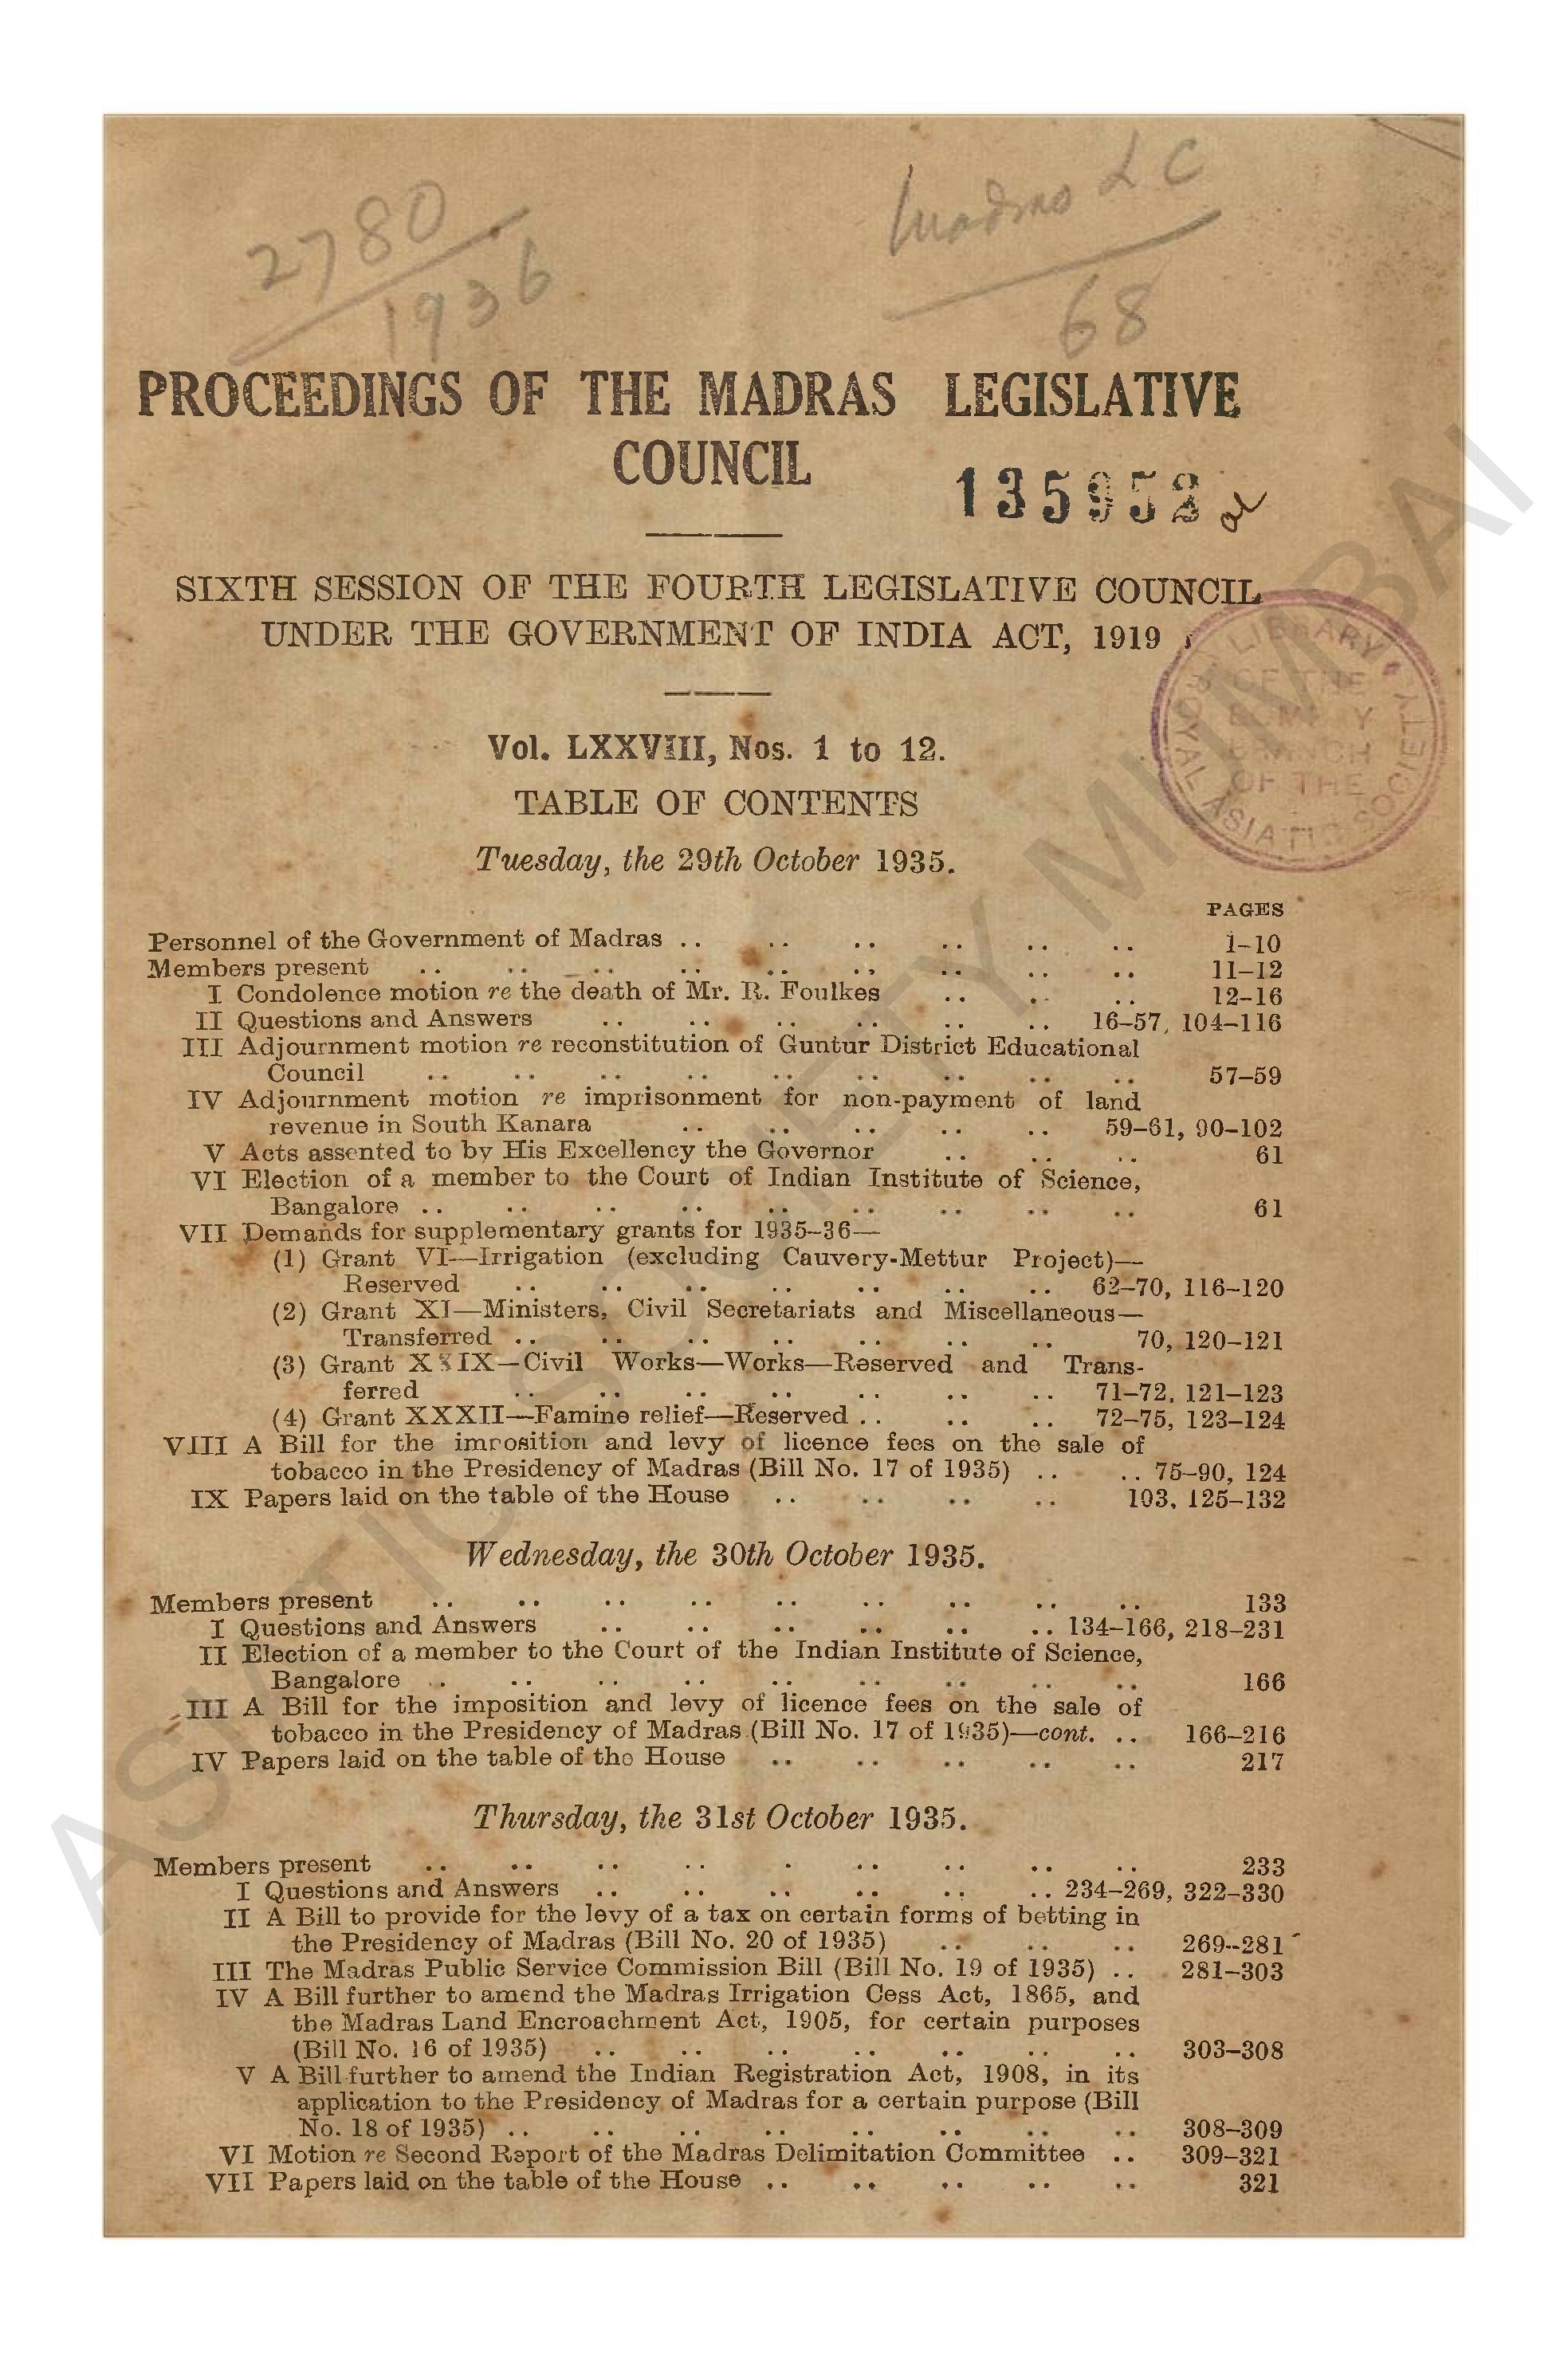 2780
1936
Madras L C
68
PROCEEDINGS OF THE MADRAS LEGISLATIVE
COUNCIL
135952
SIXTH SESSION OF THE FOURTH LEGISLATIVE COUNCIL
UNDER THE GOVERNMENT OF INDIA ACT, 1919
LIBRARY
OF THE
BOMBAY
BRANCH
OF THE
ROYAL ASIATIC SOCIETY
Vol. LXXVIII, Nos. 1 to 12.
TABLE OF CONTENTS
Tuesday, the 29th October 1935.
PAGES
Personnel of the Government of Madras .. .. .. .. .. .. 1–10
Members present .. .. .. .. .. .. .. .. .. 11–12
I Condolence motion re the death of Mr. R. Foulkes .. .. .. 12–16
II Questions and Answers .. .. .. .. .. .. 16–57, 104–116
III Adjournment motion re reconstitution of Guntur District Educational
Council .. .. .. .. .. .. .. .. .. 57–59
IV Adjournment motion re imprisonment for non-payment of land
revenue in South Kanara .. .. .. .. .. 59–61, 90–102
V Acts assented to by His Excellency the Governor .. .. .. 61
VI Election of a member to the Court of Indian Institute of Science,
Bangalore .. .. .. .. .. .. .. .. .. 61
VII Demands for supplementary grants for 1935–36—
(1) Grant VI—Irrigation (excluding Cauvery-Mettur Project)—
Reserved .. .. .. .. .. .. .. 62–70, 116–120
(2) Grant XI—Ministers, Civil Secretariats and Miscellaneous—
Transferred .. .. .. .. .. .. .. 70, 120–121
(3) Grant XXIX—Civil Works—Works—Reserved and Trans-
ferred .. .. .. .. .. .. .. 71–72, 121–123
(4) Grant XXXII—Famine relief—Reserved .. .. .. 72–75, 123–124
VIII A Bill for the imposition and levy of licence fees on the sale of
tobacco in the Presidency of Madras (Bill No. 17 of 1935) .. .. 75–90, 124
IX Papers laid on the table of the House .. .. .. .. 103, 125–132
Wednesday, the 30th October 1935.
Members present .. .. .. .. .. .. .. .. .. 133
I Questions and Answers .. .. .. .. .. .. 134–166, 218–231
II Election of a member to the Court of the Indian Institute of Science,
Bangalore .. .. .. .. .. .. .. .. .. 166
III A Bill for the imposition and levy of licence fees on the sale of
tobacco in the Presidency of Madras (Bill No. 17 of 1935)—cont. .. 166–216
IV Papers laid on the table of the House .. .. .. .. .. 217
Thursday, the 31st October 1935.
Members present .. .. .. .. . .. .. .. .. 233
I Questions and Answers .. .. .. .. .. .. 234–269, 322–330
II A Bill to provide for the levy of a tax on certain forms of betting in
the Presidency of Madras (Bill No. 20 of 1935) .. .. .. 269–281
III The Madras Public Service Commission Bill (Bill No. 19 of 1935) .. 281–303
IV A Bill further to amend the Madras Irrigation Cess Act, 1865, and
the Madras Land Encroachment Act, 1905, for certain purposes
(Bill No. 16 of 1935) .. .. .. .. .. .. .. 303–308
V A Bill further to amend the Indian Registration Act, 1908, in its
application to the Presidency of Madras for a certain purpose (Bill
No. 18 of 1935) .. .. .. .. .. .. .. .. 308–309
VI Motion re Second Report of the Madras Delimitation Committee .. 309–321
VII Papers laid on the table of the House .. .. .. .. .. 321
ASIATIC SOCIETY MUMBAI